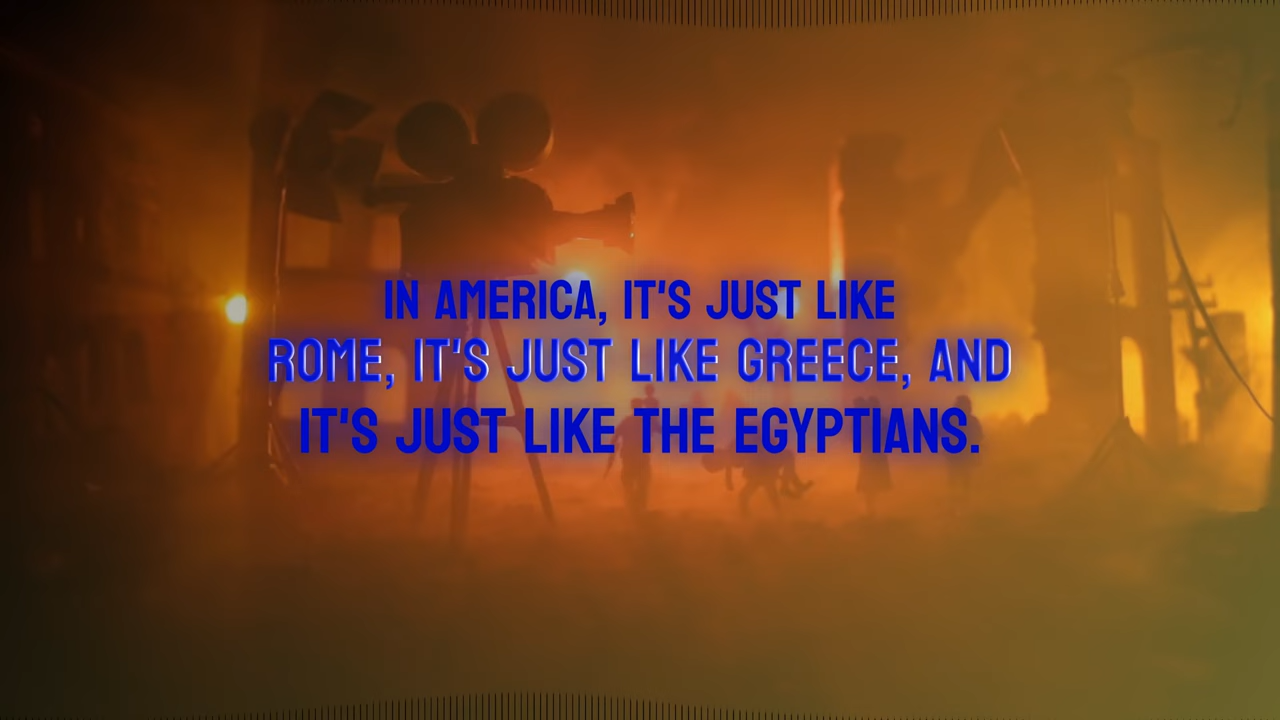 IN AMERICA, IT'S JUST LIKE
ROME, IT'S JUST LIKE GREECE, AND
IT'S JUST LIKE THE EGYPTIANS.